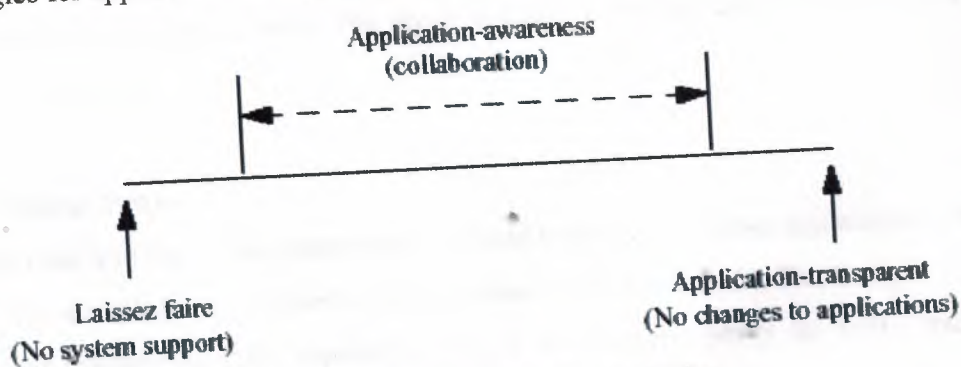 Application-awareness
(collaboration)
Laissez faire
(No system support)
Application-transparent
(No changes to applications)